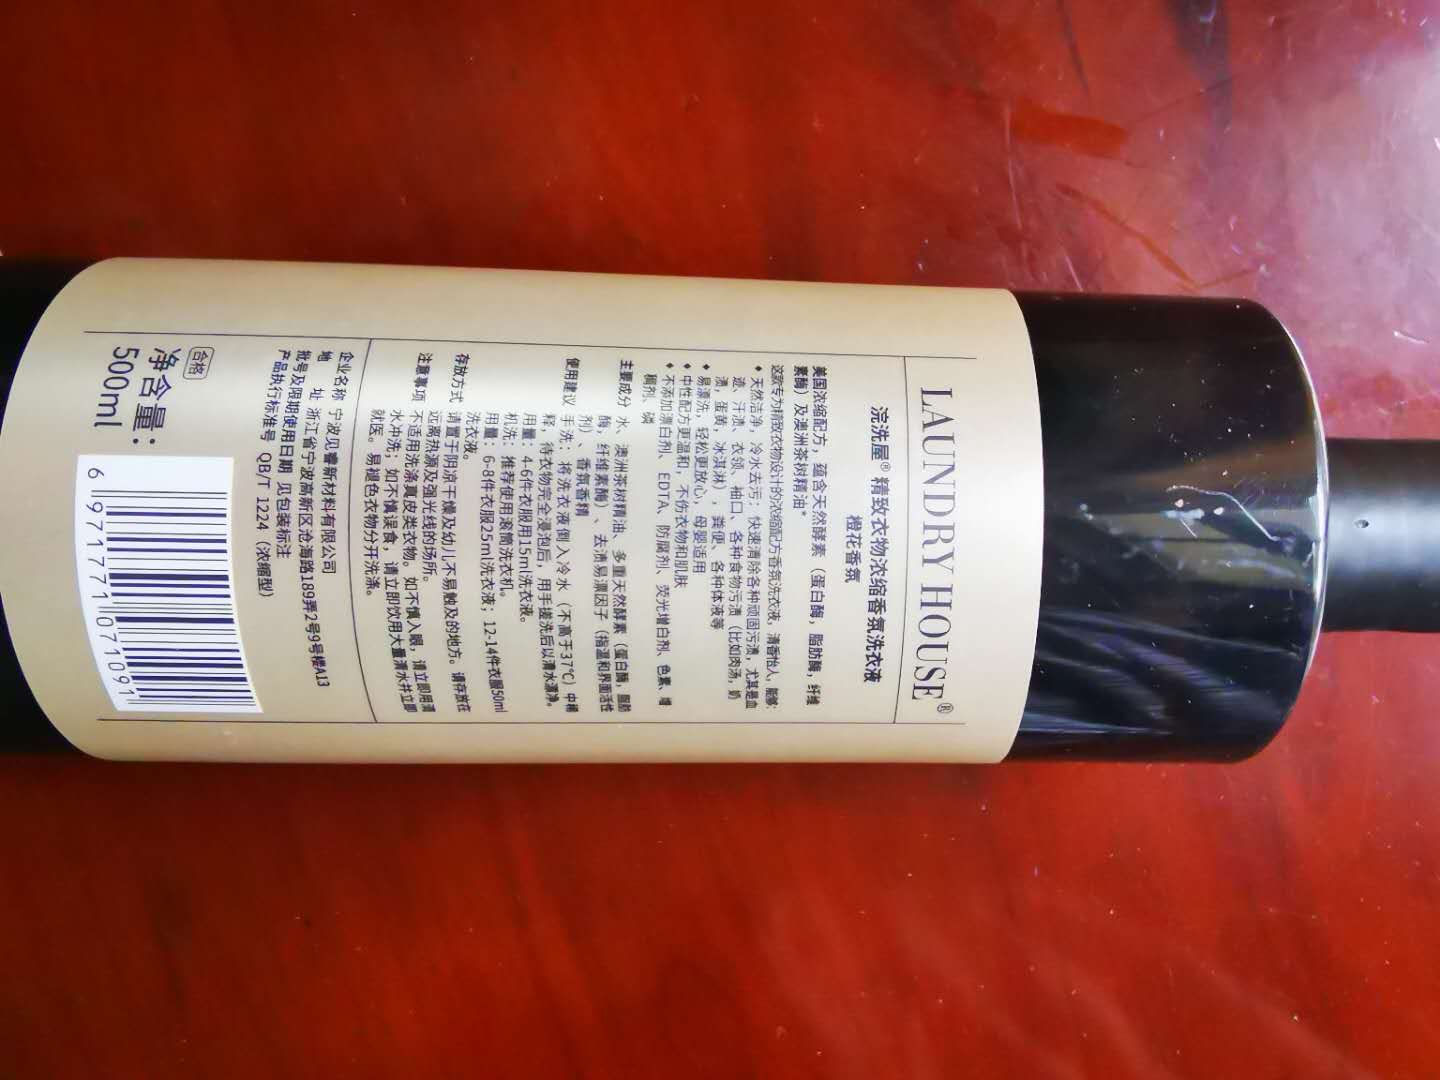 LAUNDRY HOUSE®
浣洗屋®精致衣物浓缩香氛洗衣液
橙花香氛
美国浓缩配方，蕴含天然酵素（蛋白酶，脂肪酶，纤维
素酶）及澳洲茶树精油*
这款专为精致衣物设计的浓缩配方香氛洗衣液，清香怡人，能够：
◆ 天然洁净，冷水去污；快速清除各种顽固污渍，尤其是血
迹、汗渍、衣领、袖口、各种食物污渍（比如肉汤，奶
渍，蛋黄，冰淇淋），粪便、各种体液等
◆ 易漂洗，轻松更放心，母婴适用
◆ 中性配方更温和，不伤衣物和肌肤
◆ 不添加漂白剂、EDTA、防腐剂、荧光增白剂、色素、增
稠剂、磷
主要成分 水、澳洲茶树精油、多重天然酵素（蛋白酶，脂肪
酶，纤维素酶）、去渍易漂因子（指温和界面活性
剂）、香氛香精
使用建议 手洗：将洗衣液倒入冷水（不高于37℃）中稀
释，待衣物完全浸泡后，用手搓洗后以清水漂净。
用量：4-6件衣服用15ml洗衣液。
机洗：推荐使用滚筒洗衣机。
用量：6-8件衣服25ml洗衣液；12-14件衣服50ml
洗衣液。
存放方式 请置于阴凉干燥及幼儿不易触及的地方。请存放在
远离热源及强光线的场所。
注意事项 不适用洗涤真皮类衣物。如不慎入眼，请立即用清
水冲洗；如不慎误食，请立即饮用大量清水并立即
就医。易褪色衣物分开洗涤。
企业名称 宁波见睿新材料有限公司
地 址 浙江省宁波高新区沧海路189弄2号9号楼A13
批号及限期使用日期 见包装标注
产品执行标准号 QB/T 1224（浓缩型）
合格
净含量：
500ml
6 971771 071091